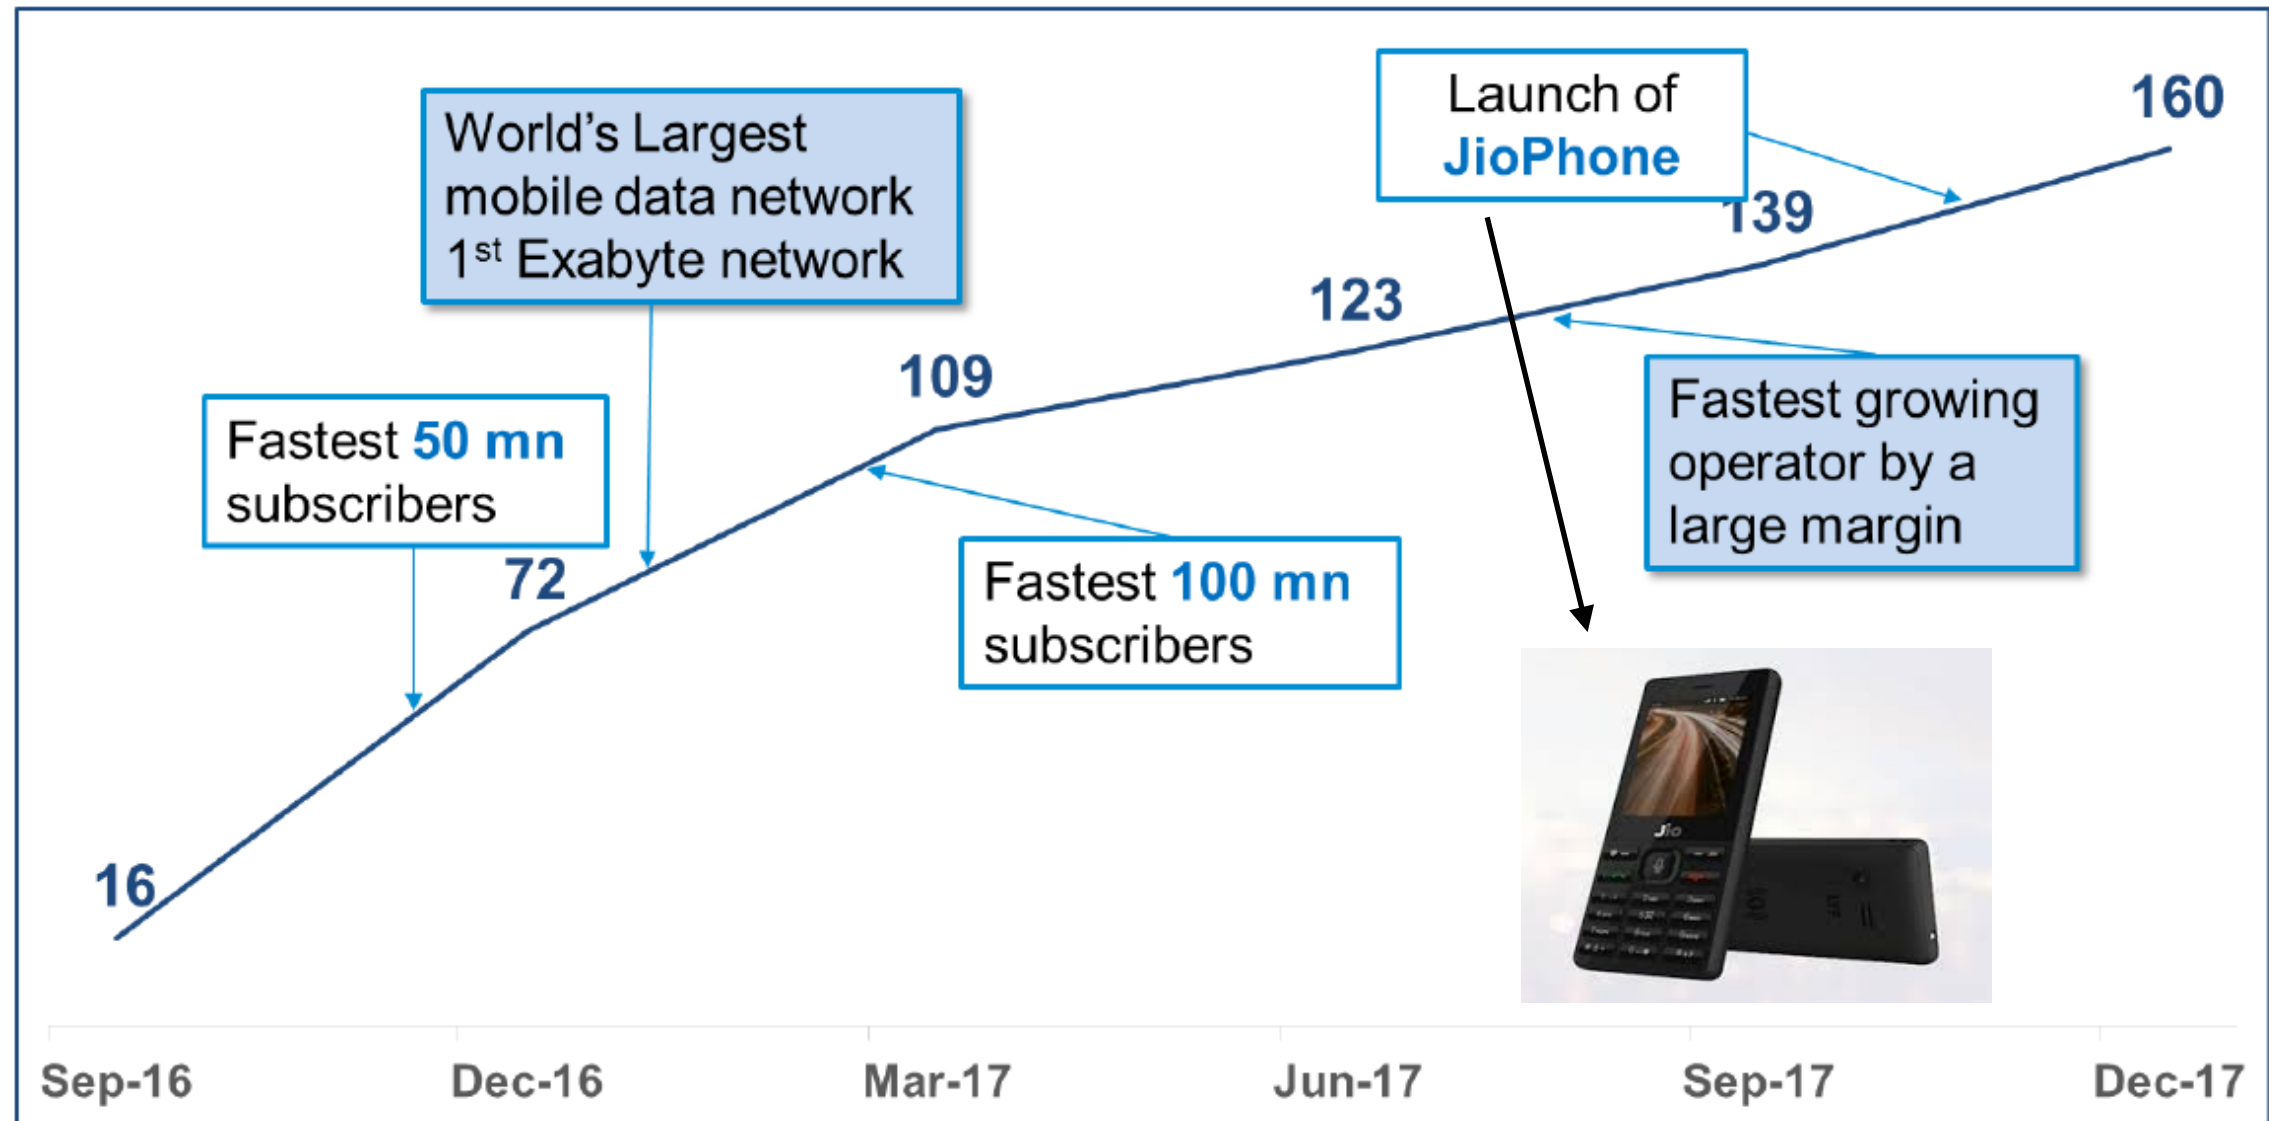 World's Largest
mobile data network
1st Exabyte network
Launch of
JioPhone
160
139
123
109
Fastest growing
operator by a
large margin
Fastest 50 mn
subscribers
72
Fastest 100 mn
subscribers
16
Jio
Sep-16
Dec-16
Mar-17
Jun-17
Sep-17
Dec-17